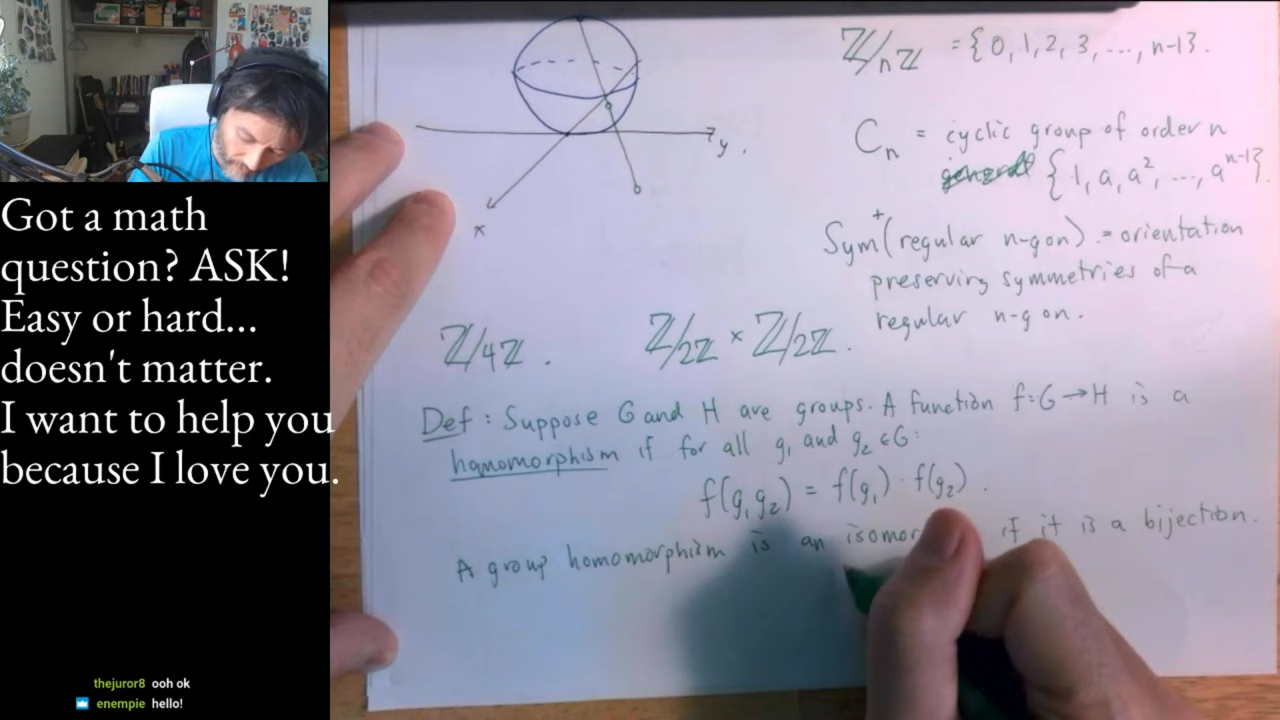 Got a math
question? ASK!
Easy or hard...
doesn't matter.
I want to help you
because I love you.
thejuror8 ooh ok
enempie hello!
y.
x
ℤ/nℤ = {0, 1, 2, 3, ..., n-1}.
Cₙ = cyclic group of order n
{1, a, a², ..., aⁿ⁻¹}.
Sym⁺(regular n-gon). = orientation
preserving symmetries of a
regular n-gon.
ℤ/4ℤ . ℤ/2ℤ × ℤ/2ℤ.
Def: Suppose G and H are groups. A function f: G → H is a
homomorphism if for all g₁ and g₂ ∈ G:
f(g₁g₂) = f(g₁) · f(g₂).
A group homomorphism is an if it is a bijection.